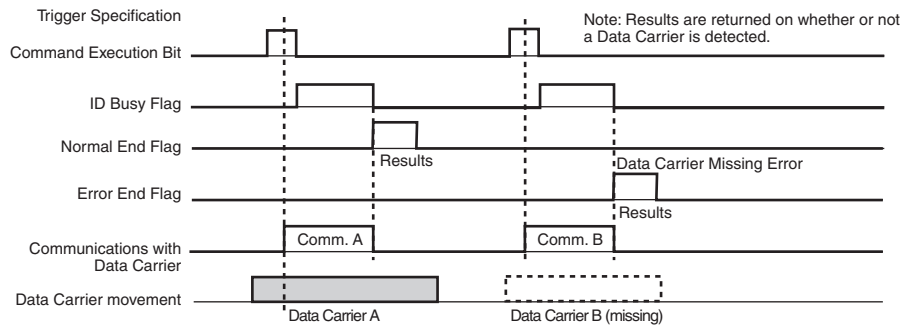 Trigger Specification
Note: Results are returned on whether or not
a Data Carrier is detected.
Command Execution Bit
ID Busy Flag
Normal End Flag
Results
Data Carrier Missing Error
Error End Flag
Results
Comm. A
Comm. B
Communications with
Data Carrier
Data Carrier movement
Data Carrier A
Data Carrier B (missing)